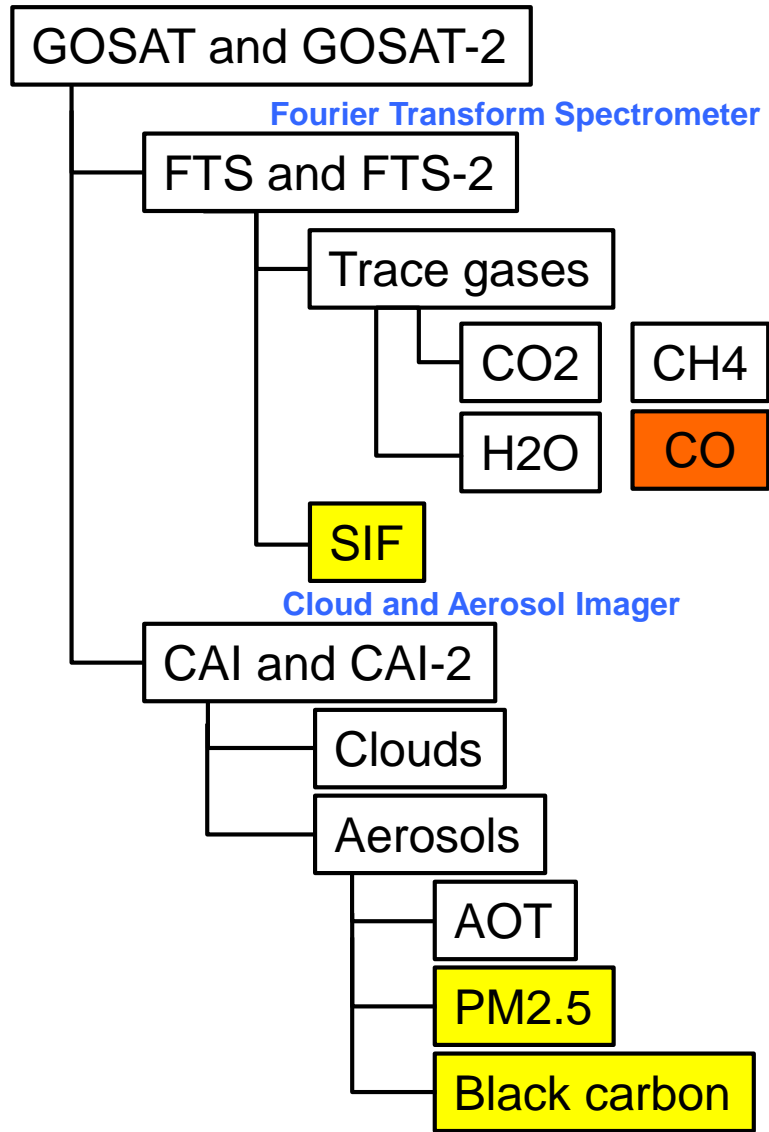 GOSAT and GOSAT-2
Fourier Transform Spectrometer
FTS and FTS-2
Trace gases
CO2 CH4
H2O CO
SIF
Cloud and Aerosol Imager
CAI and CAI-2
Clouds
Aerosols
AOT
PM2.5
Black carbon